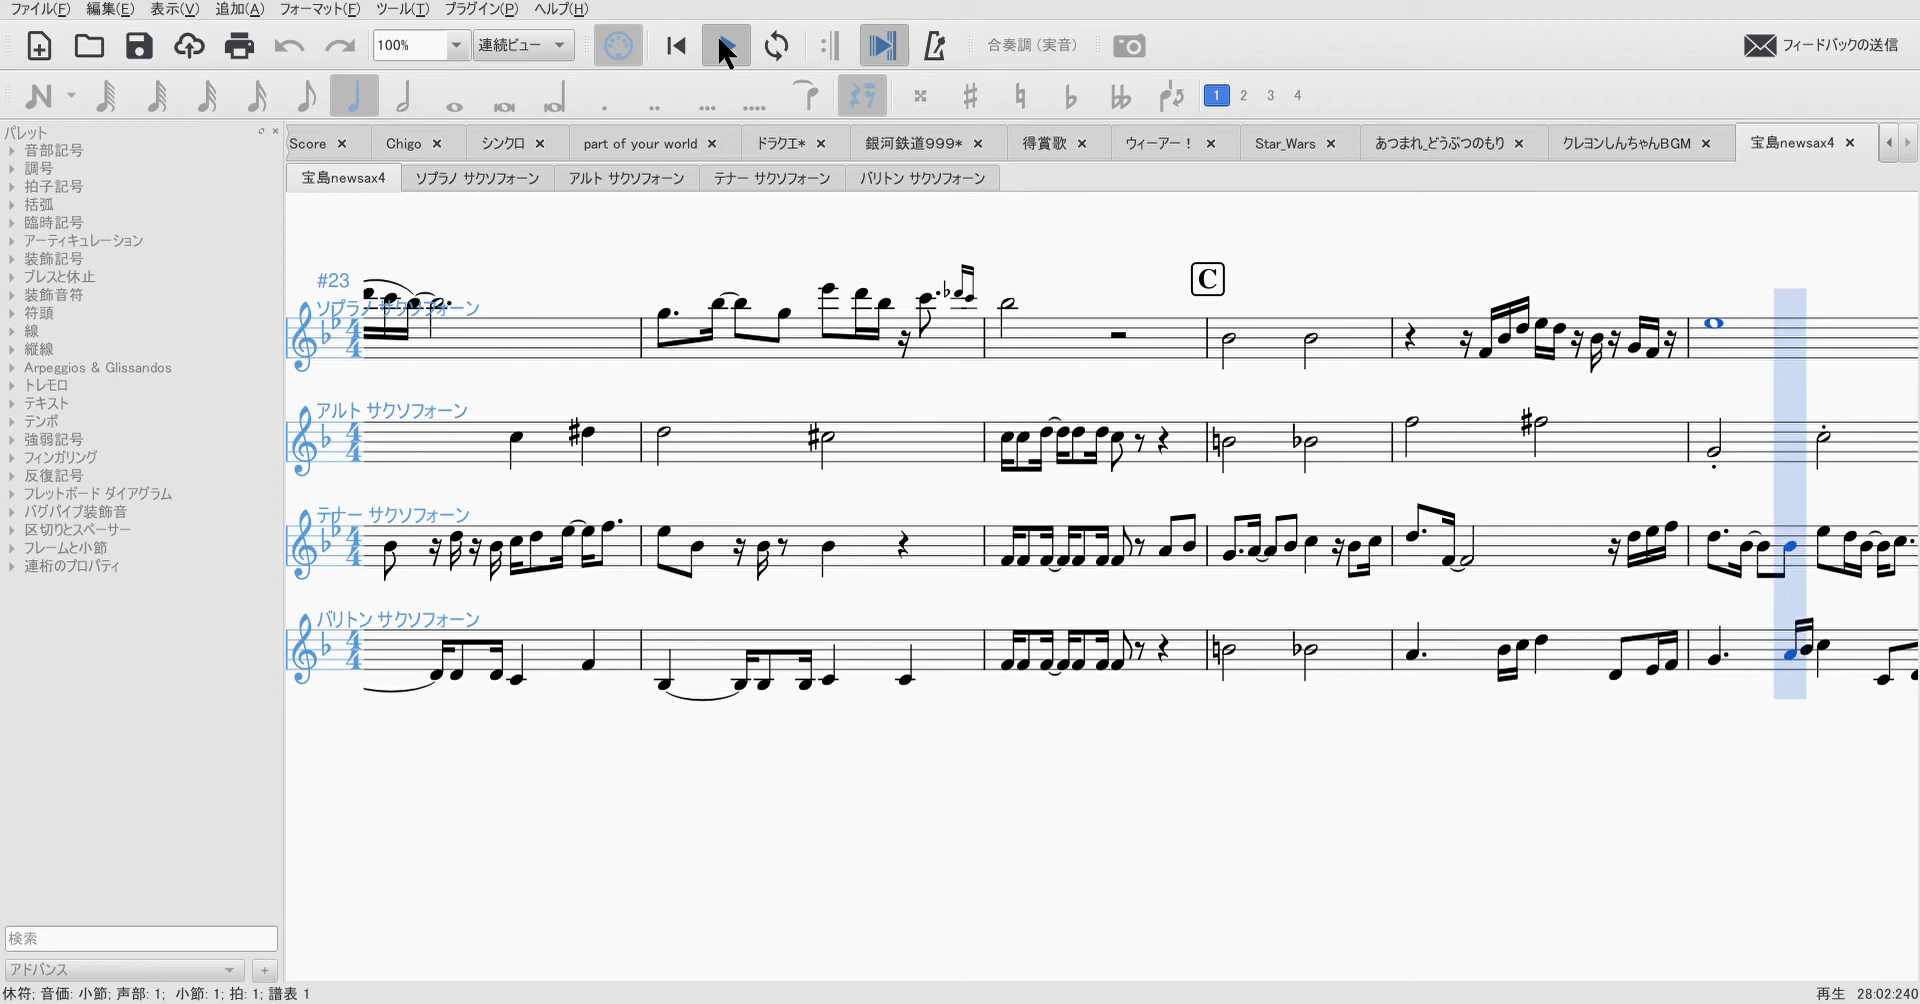 ファイル(F) 編集(E) 表示(V) 追加(A) フォーマット(F) ツール(T) プラグイン(P) ヘルプ(H)
100% 連続ビュー 合奏調 (実音) フィードバックの送信
1 2 3 4
パレット
音部記号
調号
拍子記号
括弧
臨時記号
アーティキュレーション
装飾記号
ブレスと休止
装飾音符
符頭
線
縦線
Arpeggios & Glissandos
トレモロ
テキスト
テンポ
強弱記号
フィンガリング
反復記号
フレットボード ダイアグラム
バグパイプ装飾音
区切りとスペーサー
フレームと小節
連桁のプロパティ
検索
アドバンス
Score Chigo シンクロ part of your world ドラクエ* 銀河鉄道999* 得賞歌 ウィーアー！ Star_Wars あつまれ_どうぶつのもり クレヨンしんちゃんBGM 宝島newsax4
宝島newsax4 ソプラノ サクソフォーン アルト サクソフォーン テナー サクソフォーン バリトン サクソフォーン
#23
C
ソプラノ サクソフォーン
アルト サクソフォーン
テナー サクソフォーン
バリトン サクソフォーン
休符; 音価: 小節; 声部: 1; 小節: 1; 拍: 1; 譜表 1
再生 28:02:240